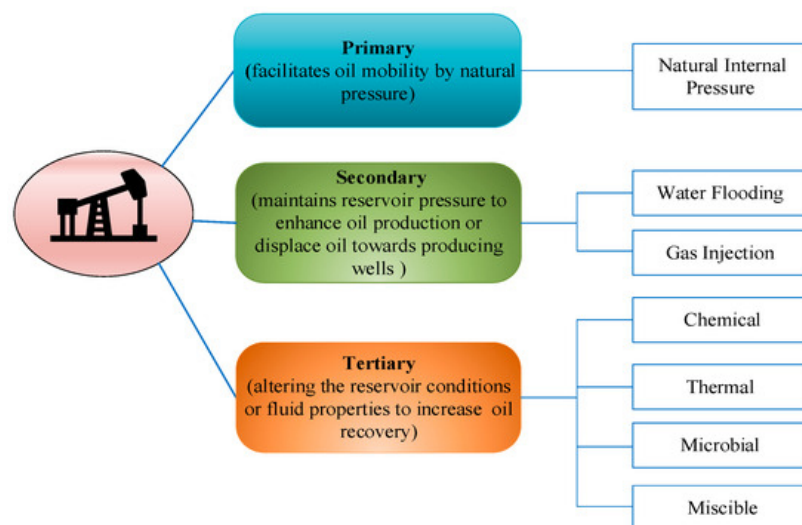 Primary
(facilitates oil mobility by natural
pressure)
Natural Internal
Pressure
Secondary
(maintains reservoir pressure to
enhance oil production or
displace oil towards producing
wells )
Water Flooding
Gas Injection
Tertiary
(altering the reservoir conditions
or fluid properties to increase oil
recovery)
Chemical
Thermal
Microbial
Miscible